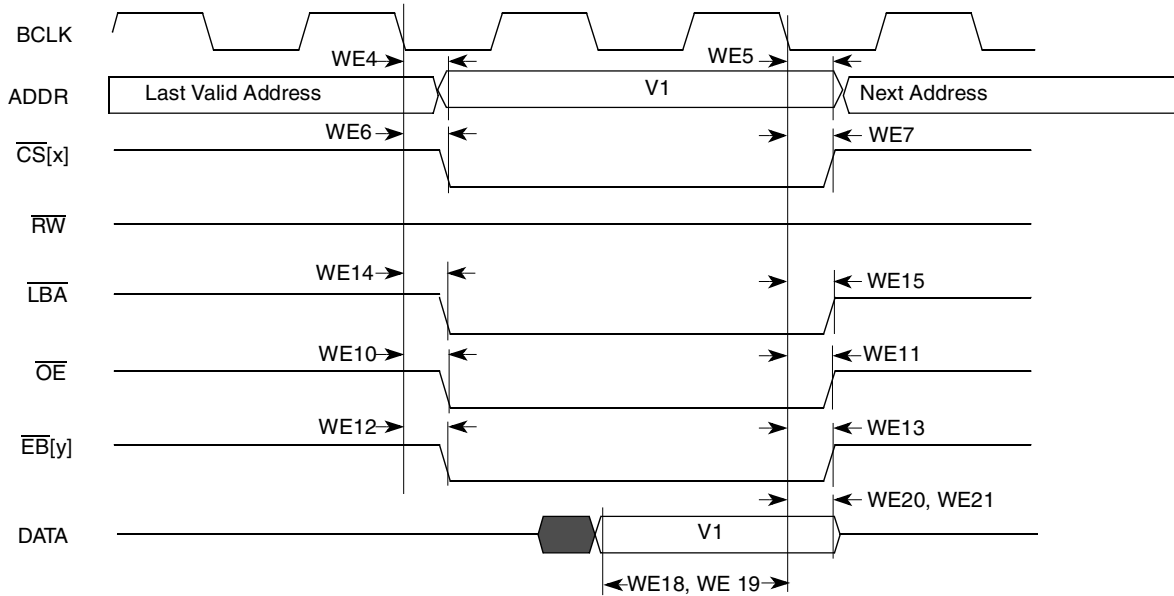 BCLK
WE4
WE5
ADDR
Last Valid Address
V1
Next Address
WE6
WE7
CS[x]
RW
WE14
WE15
LBA
WE10
WE11
OE
WE12
WE13
EB[y]
WE20, WE21
DATA
V1
WE18, WE 19